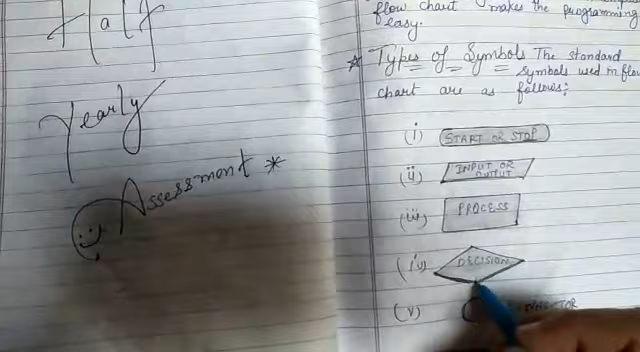 Half
Yearly
Assessment *
flow chart makes the programming
easy.
* Types of Symbols The standard
symbols used in flow
chart are as follows:
(i) START OR STOP
(ii) INPUT OR
OUTPUT
(iii) PROCESS
(iv) DECISION
(v)